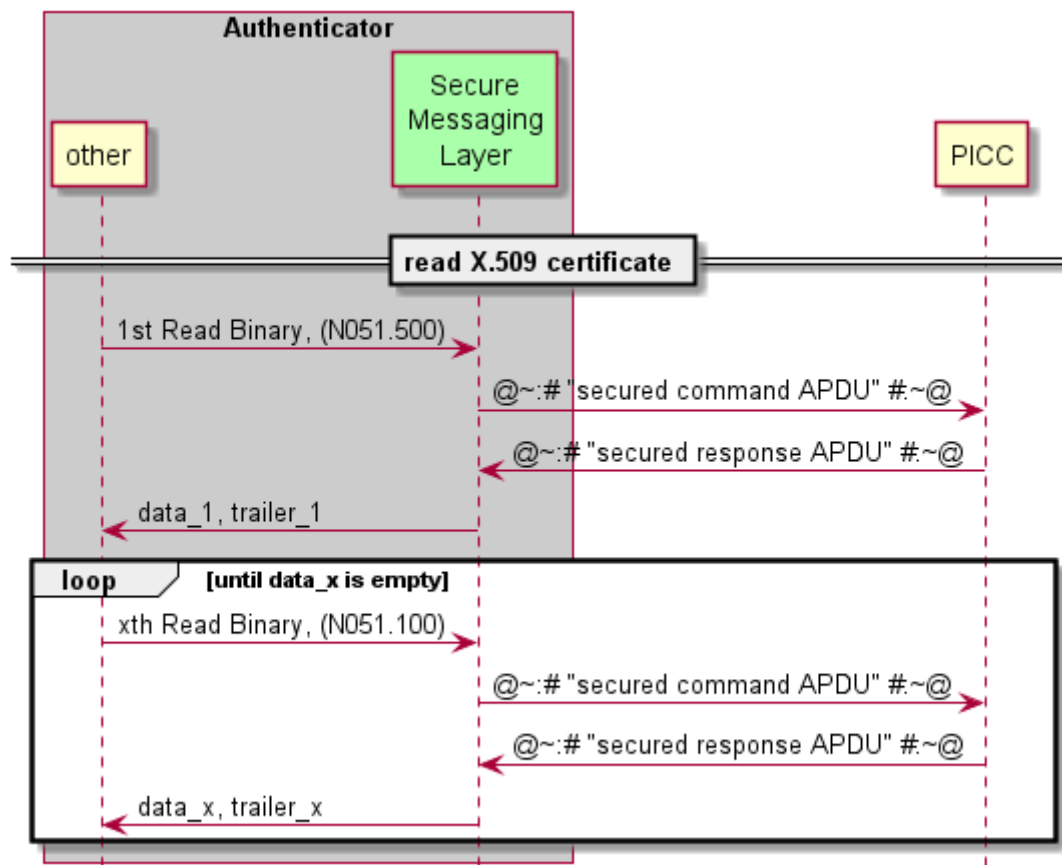 Authenticator
Secure
Messaging
Layer
other
PICC
read X.509 certificate
1st Read Binary, (N051.500)
@~:# "secured command APDU" #:~@
@~:# "secured response APDU" #:~@
data_1, trailer_1
loop [until data_x is empty]
xth Read Binary, (N051.100)
@~:# "secured command APDU" #:~@
@~:# "secured response APDU" #:~@
data_x, trailer_x